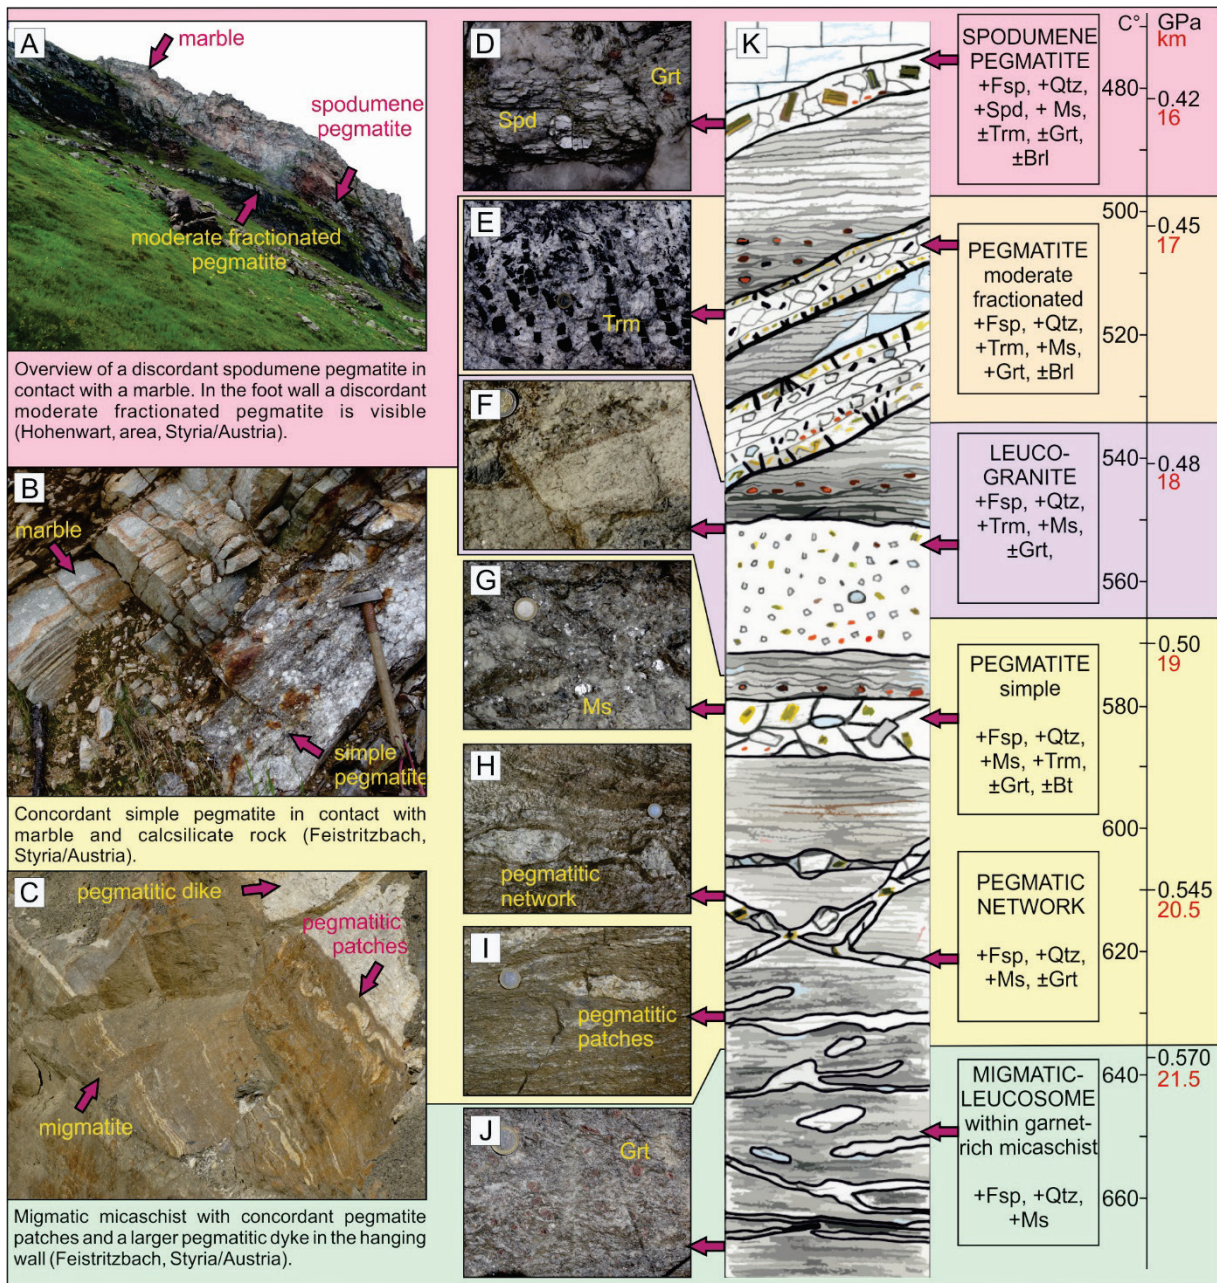 A
marble
spodumene
pegmatite
moderate fractionated
pegmatite
Overview of a discordant spodumene pegmatite in
contact with a marble. In the foot wall a discordant
moderate fractionated pegmatite is visible
(Hohenwart, area, Styria/Austria).
B
marble
simple
pegmatite
Concordant simple pegmatite in contact with
marble and calcsilicate rock (Feistritzbach,
Styria/Austria).
C
pegmatitic dike
pegmatitic
patches
migmatite
Migmatic micaschist with concordant pegmatite
patches and a larger pegmatitic dyke in the hanging
wall (Feistritzbach, Styria/Austria).
D
Grt
Spd
E
Trm
F
G
Ms
H
pegmatitic
network
I
pegmatitic
patches
J
Grt
K
SPODUMENE
PEGMATITE
+Fsp, +Qtz,
+Spd, + Ms,
±Trm, ±Grt,
±Brl
PEGMATITE
moderate
fractionated
+Fsp, +Qtz,
+Trm, +Ms,
+Grt, ±Brl
LEUCO-
GRANITE
+Fsp, +Qtz,
+Trm, +Ms,
±Grt,
PEGMATITE
simple
+Fsp, +Qtz,
+Ms, +Trm,
±Grt, ±Bt
PEGMATIC
NETWORK
+Fsp, +Qtz,
+Ms, ±Grt
MIGMATIC-
LEUCOSOME
within garnet-
rich micaschist
+Fsp, +Qtz,
+Ms
C°
480
500
520
540
560
580
600
620
640
660
GPa
km
0.42
16
0.45
17
0.48
18
0.50
19
0.545
20.5
0.570
21.5